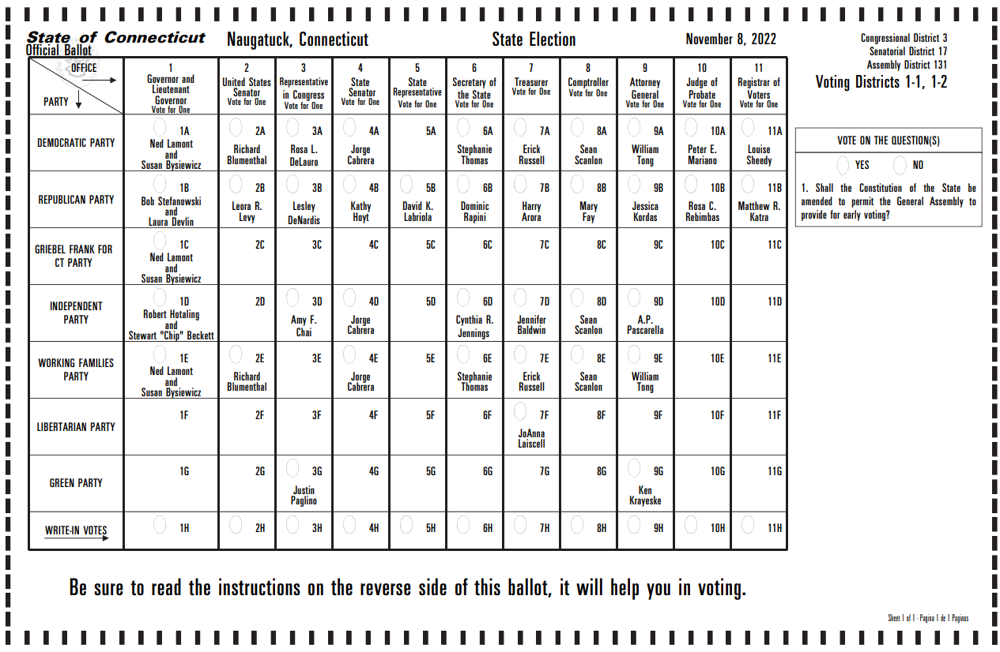 State of Connecticut
Official Ballot
Naugatuck, Connecticut
State Election
November 8, 2022
Congressional District 3
Senatorial District 17
Assembly District 131
Voting Districts 1-1, 1-2
OFFICE
PARTY
1
Governor and
Lieutenant
Governor
Vote for One
2
United States
Senator
Vote for One
3
Representative
in Congress
Vote for One
4
State
Senator
Vote for One
5
State
Representative
Vote for One
6
Secretary of
the State
Vote for One
7
Treasurer
Vote for One
8
Comptroller
Vote for One
9
Attorney
General
Vote for One
10
Judge of
Probate
Vote for One
11
Registrar of
Voters
Vote for One
DEMOCRATIC PARTY
1A
Ned Lamont
and
Susan Bysiewicz
2A
Richard
Blumenthal
3A
Rosa L.
DeLauro
4A
Jorge
Cabrera
5A
6A
Stephanie
Thomas
7A
Erick
Russell
8A
Sean
Scanlon
9A
William
Tong
10A
Peter E.
Mariano
11A
Louise
Sheedy
REPUBLICAN PARTY
1B
Bob Stefanowski
and
Laura Devlin
2B
Leora R.
Levy
3B
Lesley
DeNardis
4B
Kathy
Hoyt
5B
David K.
Labriola
6B
Dominic
Rapini
7B
Harry
Arora
8B
Mary
Fay
9B
Jessica
Kordas
10B
Rosa C.
Rebimbas
11B
Matthew R.
Katra
GRIEBEL FRANK FOR
CT PARTY
1C
Ned Lamont
and
Susan Bysiewicz
2C
3C
4C
5C
6C
7C
8C
9C
10C
11C
INDEPENDENT
PARTY
1D
Robert Hotaling
and
Stewart "Chip" Beckett
2D
3D
Amy F.
Chai
4D
Jorge
Cabrera
5D
6D
Cynthia R.
Jennings
7D
Jennifer
Baldwin
8D
Sean
Scanlon
9D
A.P.
Pascarella
10D
11D
WORKING FAMILIES
PARTY
1E
Ned Lamont
and
Susan Bysiewicz
2E
Richard
Blumenthal
3E
4E
Jorge
Cabrera
5E
6E
Stephanie
Thomas
7E
Erick
Russell
8E
Sean
Scanlon
9E
William
Tong
10E
11E
LIBERTARIAN PARTY
1F
2F
3F
4F
5F
6F
7F
JoAnna
Laiscell
8F
9F
10F
11F
GREEN PARTY
1G
2G
3G
Justin
Paglino
4G
5G
6G
7G
8G
9G
Ken
Krayeske
10G
11G
WRITE-IN VOTES
1H
2H
3H
4H
5H
6H
7H
8H
9H
10H
11H
VOTE ON THE QUESTION(S)
YES
NO
1. Shall the Constitution of the State be
amended to permit the General Assembly to
provide for early voting?
Be sure to read the instructions on the reverse side of this ballot, it will help you in voting.
Sheet 1 of 1 - Pagina 1 de 1 Paginas